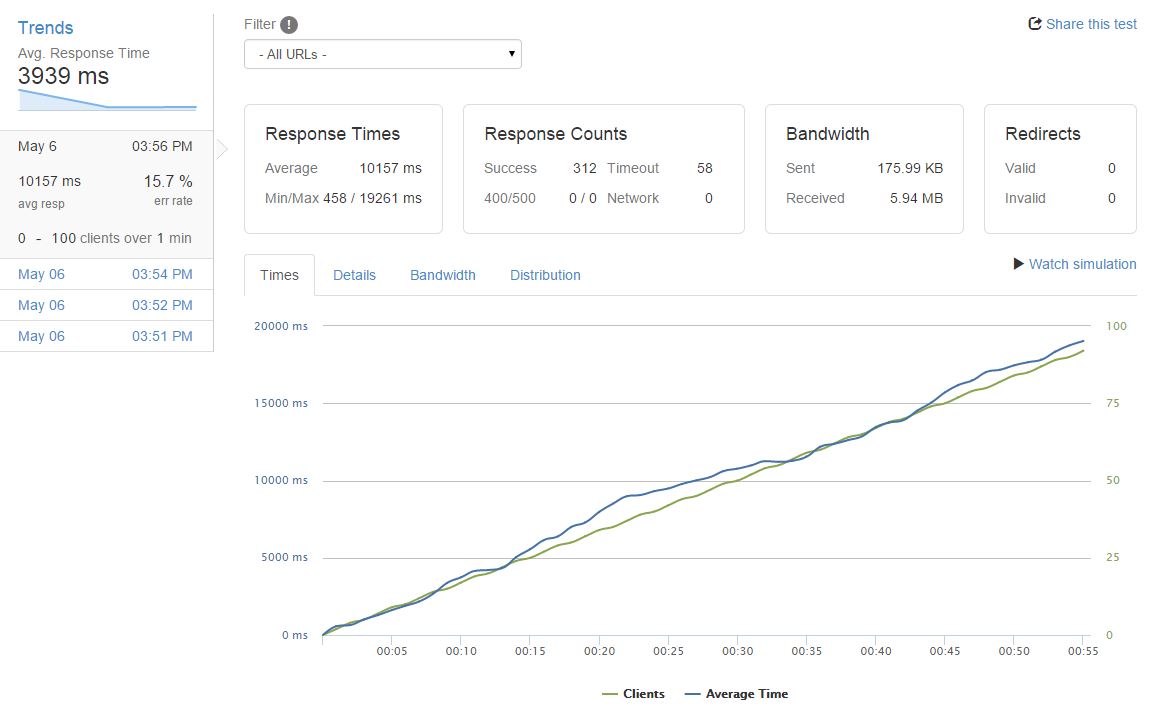 Trends
Avg. Response Time
3939 ms
May 6 03:56 PM
10157 ms 15.7 %
avg resp err rate
0 - 100 clients over 1 min
May 06 03:54 PM
May 06 03:52 PM
May 06 03:51 PM
Filter !
Share this test
- All URLs -
Response Times
Average 10157 ms
Min/Max 458 / 19261 ms
Response Counts
Success 312 Timeout 58
400/500 0 / 0 Network 0
Bandwidth
Sent 175.99 KB
Received 5.94 MB
Redirects
Valid 0
Invalid 0
Times Details Bandwidth Distribution
Watch simulation
20000 ms 100
15000 ms 75
10000 ms 50
5000 ms 25
0 ms 0
00:05 00:10 00:15 00:20 00:25 00:30 00:35 00:40 00:45 00:50 00:55
Clients Average Time